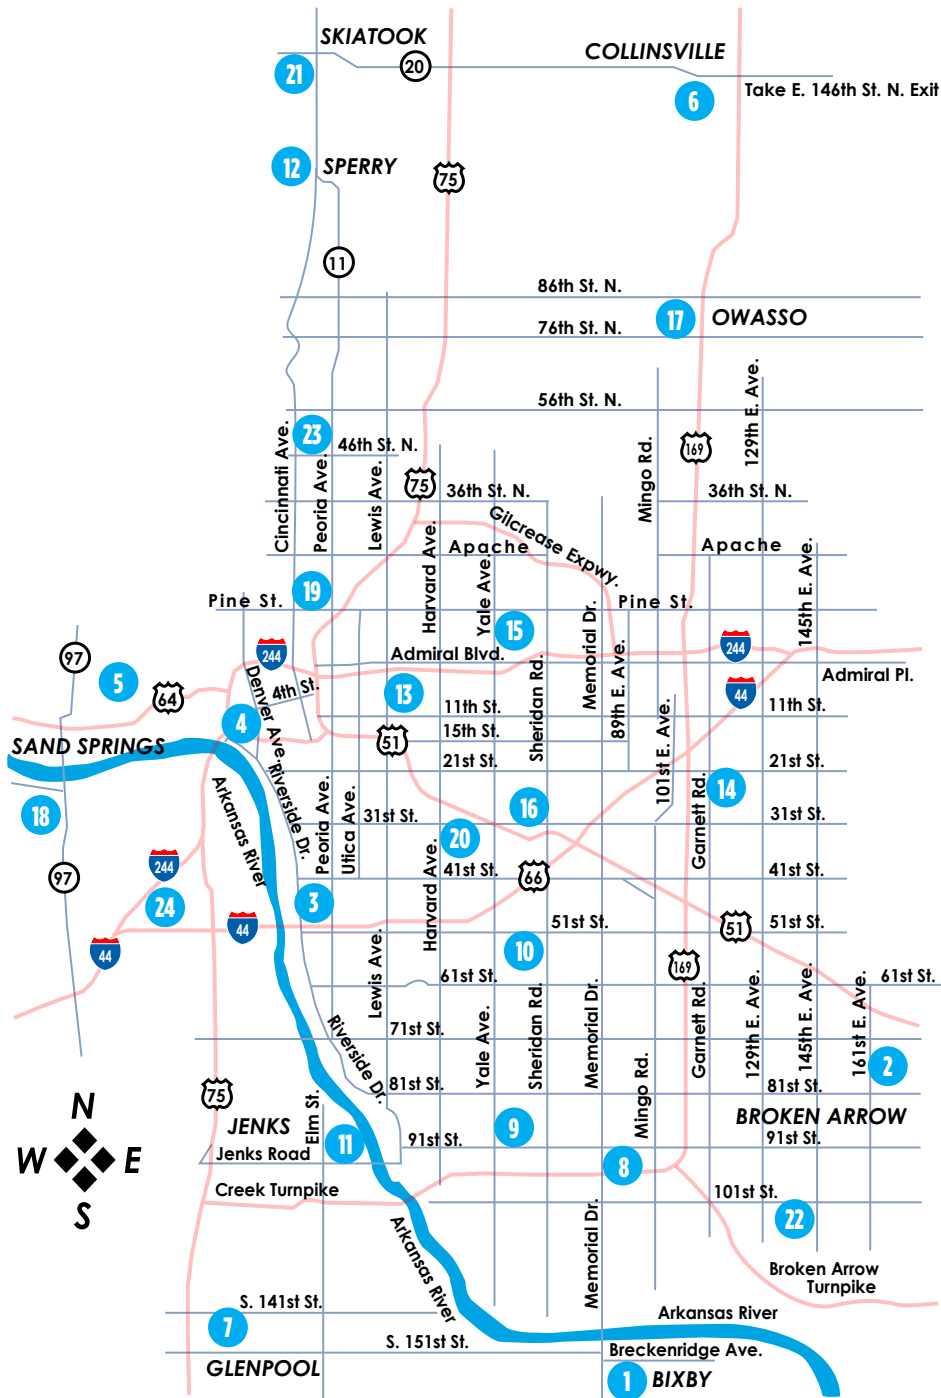 SKIATOOK
COLLINSVILLE
21
20
6
Take E. 146th St. N. Exit
12
SPERRY
75
11
86th St. N.
17
OWASSO
76th St. N.
56th St. N.
129th E. Ave.
23
46th St. N.
Cincinnati Ave.
Peoria Ave.
Lewis Ave.
75
Mingo Rd.
169
36th St. N.
36th St. N.
Gilcrease Expwy.
Harvard Ave.
Apache
Apache
Yale Ave.
145th E. Ave.
19
Pine St.
Pine St.
15
Memorial Dr.
89th E. Ave.
97
5
64
244
Denver Ave.
4th St.
Admiral Blvd.
244
44
Admiral Pl.
13
Sheridan Rd.
11th St.
11th St.
4
SAND SPRINGS
51
15th St.
21st St.
21st St.
101st E. Ave.
Garnett Rd.
14
18
Arkansas River
Riverside Dr.
Peoria Ave.
Utica Ave.
31st St.
16
31st St.
20
Harvard Ave.
244
41st St.
66
41st St.
97
24
44
44
3
51st St.
51
51st St.
10
169
Lewis Ave.
61st St.
61st St.
Riverside Dr.
71st St.
Yale Ave.
Sheridan Rd.
Memorial Dr.
Mingo Rd.
Garnett Rd.
129th E. Ave.
145th E. Ave.
161st E. Ave.
2
75
81st St.
81st St.
N
W
E
S
JENKS
Elm St.
11
9
BROKEN ARROW
91st St.
91st St.
Jenks Road
8
Creek Turnpike
101st St.
22
Arkansas River
Memorial Dr.
Broken Arrow
Turnpike
S. 141st St.
7
Arkansas River
S. 151st St.
Breckenridge Ave.
GLENPOOL
1
BIXBY